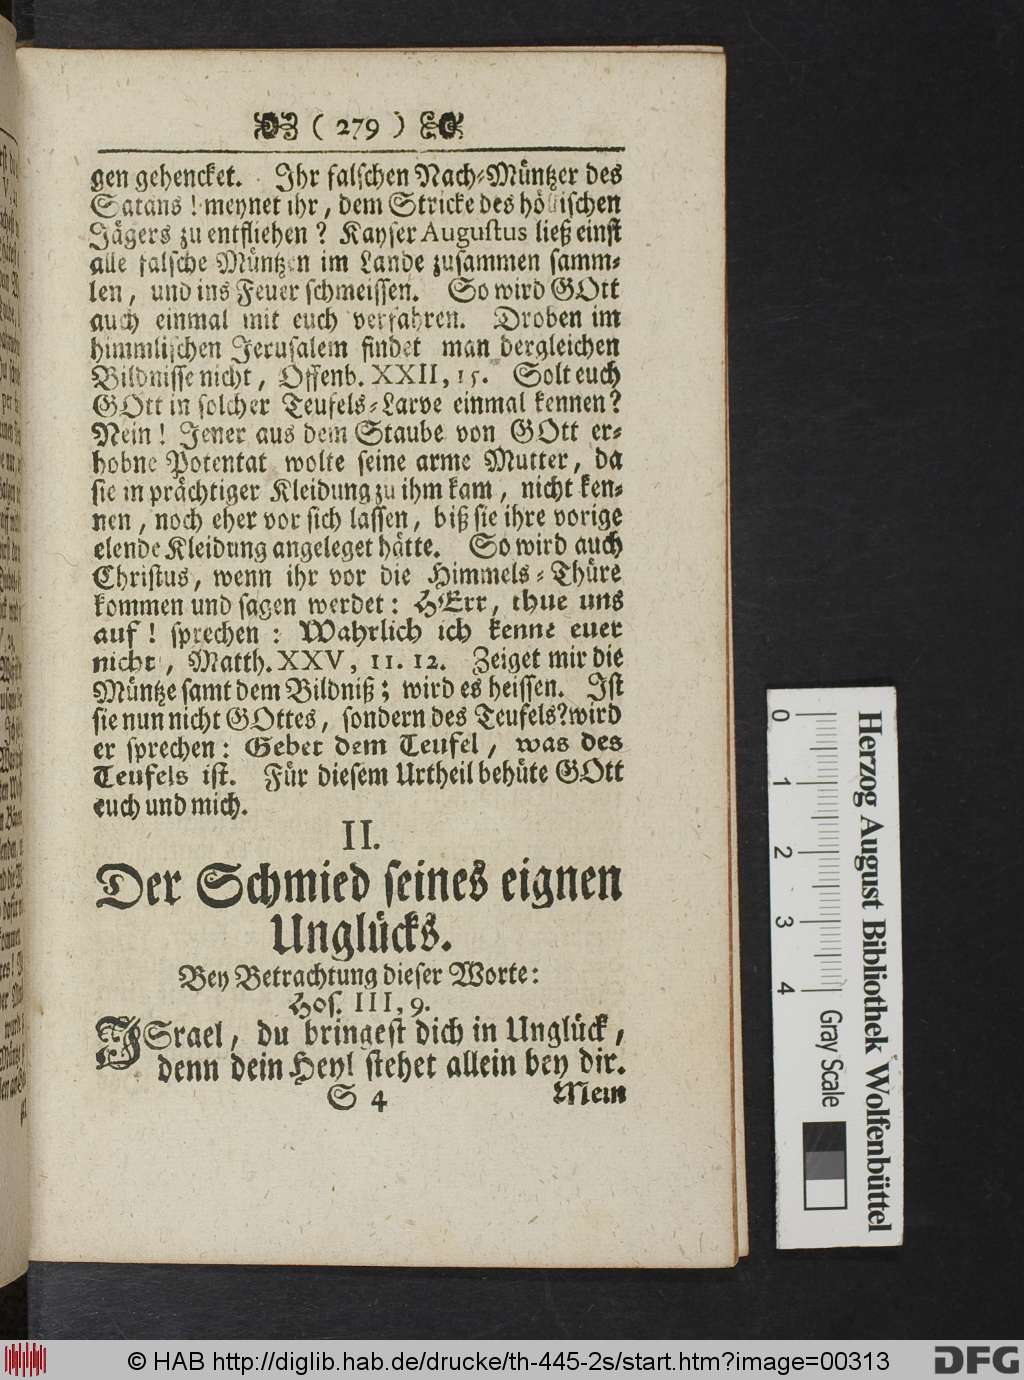 ( 279 )
gen gehencket. Ihr falschen Nach-Müntzer des
Satans! meynet ihr, dem Stricke des höllischen
Jägers zu entfliehen? Kayser Augustus ließ einst
alle falsche Müntzen im Lande zusammen samm-
len, und ins Feuer schmeissen. So wird GOtt
auch einmal mit euch verfahren. Droben im
himmlischen Jerusalem findet man dergleichen
Bildnisse nicht, Offenb. XXII, 15. Solt euch
GOtt in solcher Teufels-Larve einmal kennen?
Nein! Jener aus dem Staube von GOtt er-
hobne Potentat wolte seine arme Mutter, da
sie in prächtiger Kleidung zu ihm kam, nicht ken-
nen, noch eher vor sich lassen, biß sie ihre vorige
elende Kleidung angeleget hätte. So wird auch
Christus, wenn ihr vor die Himmels-Thüre
kommen und sagen werdet: HErr, thue uns
auf! sprechen: Wahrlich ich kenne euer
nicht, Matth. XXV, 11. 12. Zeiget mir die
Müntze samt dem Bildniß; wird es heissen. Ist
sie nun nicht GOttes, sondern des Teufels? wird
er sprechen: Gebet dem Teufel, was des
Teufels ist. Für diesem Urtheil behüte GOtt
euch und mich.
II.
Der Schmied seines eignen
Unglücks.
Bey Betrachtung dieser Worte:
Hos. III, 9.
ISrael, du bringest dich in Unglück,
denn dein Heyl stehet allein bey dir.
S 4 Mein
0 1 2 3 4
Gray Scale
Herzog August Bibliothek Wolfenbüttel
© HAB http://diglib.hab.de/drucke/th-445-2s/start.htm?image=00313
DFG